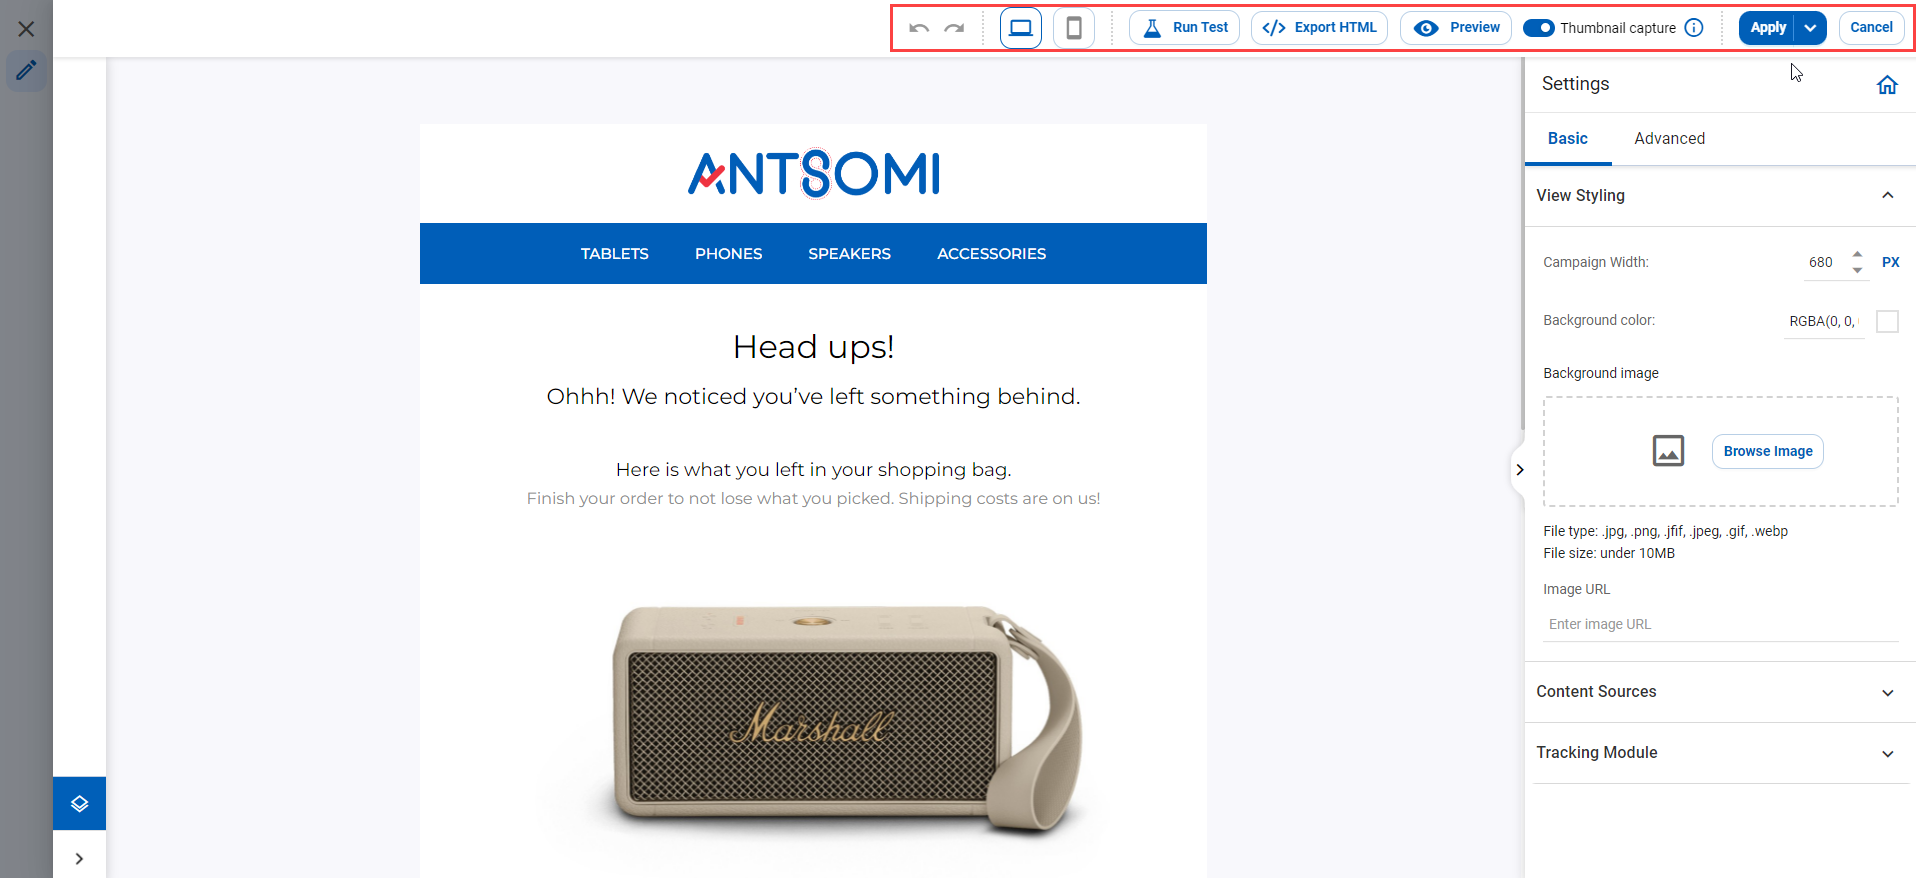 Run Test
</> Export HTML
Preview
Thumbnail capture
Apply
Cancel
Settings
Basic Advanced
View Styling
Campaign Width: 680 PX
Background color: RGBA(0, 0,
Background image
Browse Image
File type: .jpg, .png, .jfif, .jpeg, .gif, .webp
File size: under 10MB
Image URL
Enter image URL
Content Sources
Tracking Module
ANTSOMI
TABLETS PHONES SPEAKERS ACCESSORIES
Head ups!
Ohhh! We noticed you’ve left something behind.
Here is what you left in your shopping bag.
Finish your order to not lose what you picked. Shipping costs are on us!
Marshall